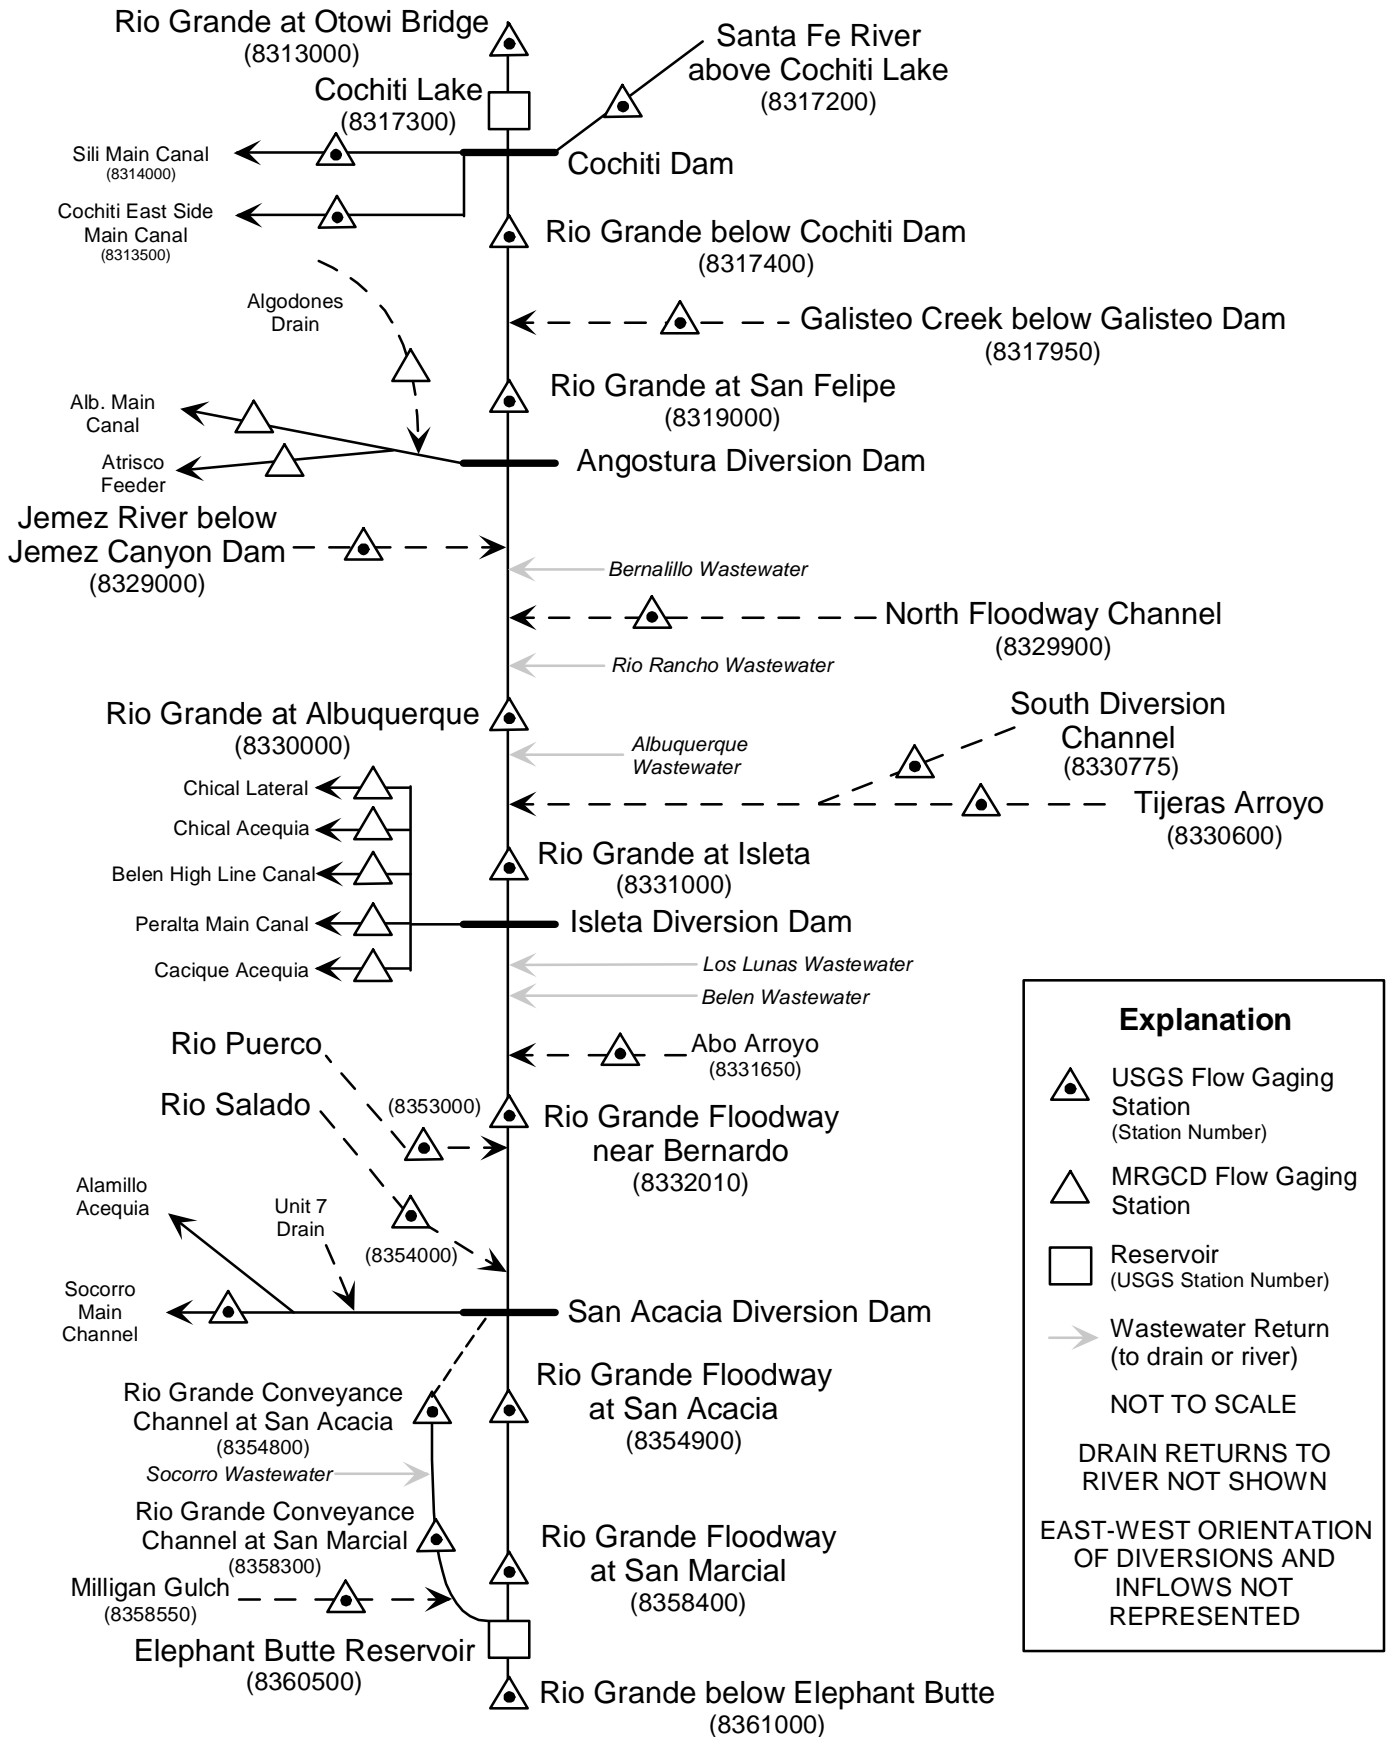 Rio Grande at Otowi Bridge
(8313000)
Santa Fe River
above Cochiti Lake
(8317200)
Cochiti Lake
(8317300)
Sili Main Canal
(8314000)
Cochiti Dam
Cochiti East Side
Main Canal
(8313500)
Rio Grande below Cochiti Dam
(8317400)
Algodones
Drain
Galisteo Creek below Galisteo Dam
(8317950)
Rio Grande at San Felipe
(8319000)
Alb. Main
Canal
Atrisco
Feeder
Angostura Diversion Dam
Jemez River below
Jemez Canyon Dam
(8329000)
Bernalillo Wastewater
North Floodway Channel
(8329900)
Rio Rancho Wastewater
Rio Grande at Albuquerque
(8330000)
South Diversion
Channel
(8330775)
Albuquerque
Wastewater
Tijeras Arroyo
(8330600)
Chical Lateral
Chical Acequia
Belen High Line Canal
Peralta Main Canal
Cacique Acequia
Rio Grande at Isleta
(8331000)
Isleta Diversion Dam
Los Lunas Wastewater
Belen Wastewater
Rio Puerco
Abo Arroyo
(8331650)
Rio Salado
(8353000)
Rio Grande Floodway
near Bernardo
(8332010)
Alamillo
Acequia
Unit 7
Drain
(8354000)
Socorro
Main
Channel
San Acacia Diversion Dam
Rio Grande Conveyance
Channel at San Acacia
(8354800)
Rio Grande Floodway
at San Acacia
(8354900)
Socorro Wastewater
Rio Grande Conveyance
Channel at San Marcial
(8358300)
Rio Grande Floodway
at San Marcial
(8358400)
Milligan Gulch
(8358550)
Elephant Butte Reservoir
(8360500)
Rio Grande below Elephant Butte
(8361000)
Explanation
USGS Flow Gaging
Station
(Station Number)
MRGCD Flow Gaging
Station
Reservoir
(USGS Station Number)
Wastewater Return
(to drain or river)
NOT TO SCALE
DRAIN RETURNS TO
RIVER NOT SHOWN
EAST-WEST ORIENTATION
OF DIVERSIONS AND
INFLOWS NOT
REPRESENTED